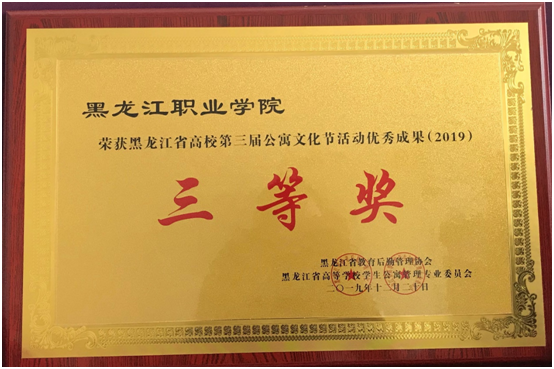 黑龙江职业学院
荣获黑龙江省高校第三届公寓文化节活动优秀成果(2019)
三等奖
黑龙江省教育后勤管理协会
黑龙江省高等学校学生公寓管理专业委员会
二〇一九年十一月二十日